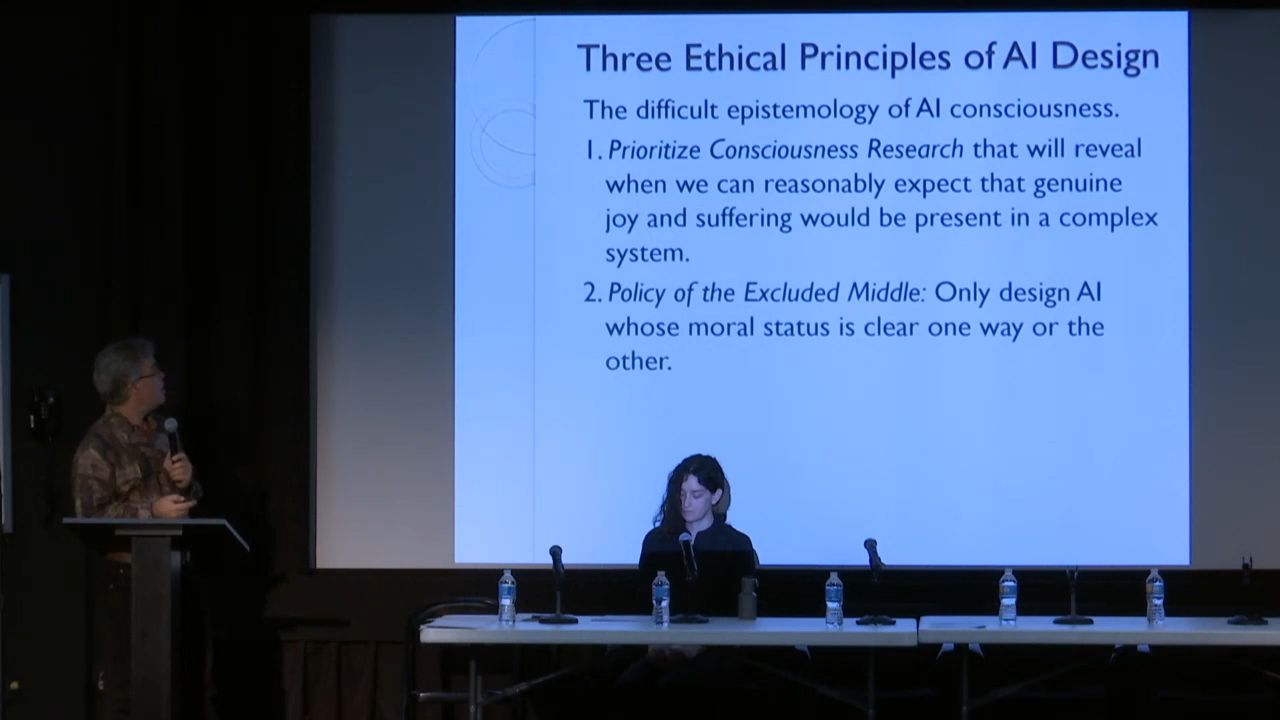 Three Ethical Principles of AI Design
The difficult epistemology of AI consciousness.
1. Prioritize Consciousness Research that will reveal
when we can reasonably expect that genuine
joy and suffering would be present in a complex
system.
2. Policy of the Excluded Middle: Only design AI
whose moral status is clear one way or the
other.